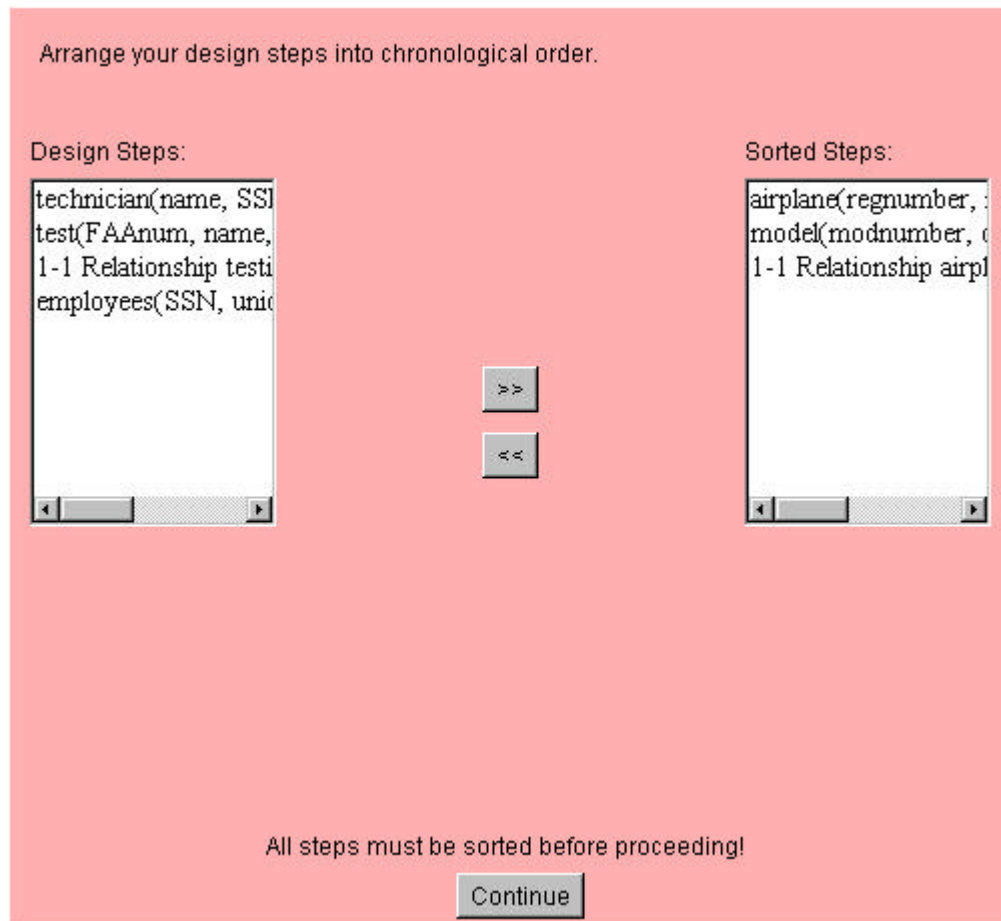 Arrange your design steps into chronological order.
Design Steps:
technician(name, SS
test(FAAnum, name,
1-1 Relationship testi
employees(SSN, uni
>>
<<
Sorted Steps:
airplane(regnumber,
model(modnumber,
1-1 Relationship airpl
All steps must be sorted before proceeding!
Continue